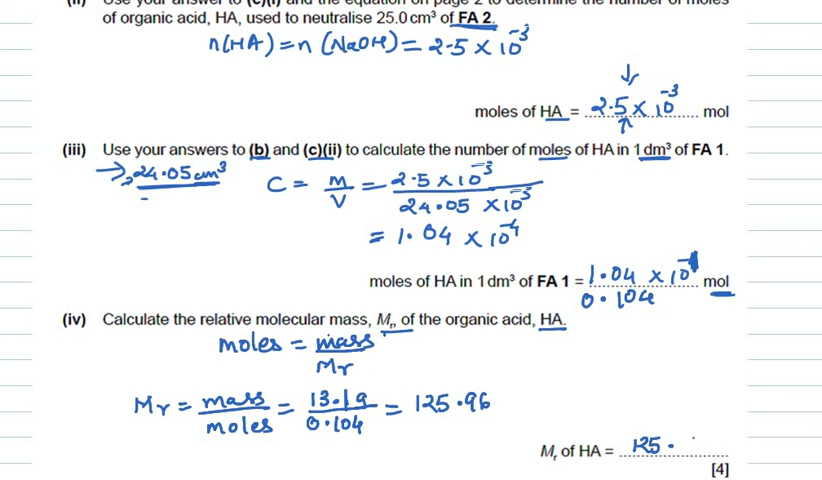 of organic acid, HA, used to neutralise 25.0 cm³ of FA 2.
n(HA) = n (NaOH) = 2.5 × 10⁻³
moles of HA = 2.5 × 10⁻³ mol
(iii) Use your answers to (b) and (c)(ii) to calculate the number of moles of HA in 1 dm³ of FA 1.
→ 24.05 cm³ C = m/V = 2.5 × 10⁻³ / 24.05 × 10⁻³
= 1.04 × 10⁻⁴
moles of HA in 1 dm³ of FA 1 = 1.04 × 10⁻¹ mol
0.104
(iv) Calculate the relative molecular mass, Mr, of the organic acid, HA.
moles = mass / Mr
Mr = mass / moles = 13.19 / 0.104 = 125.96
Mr of HA = 125.
[4]